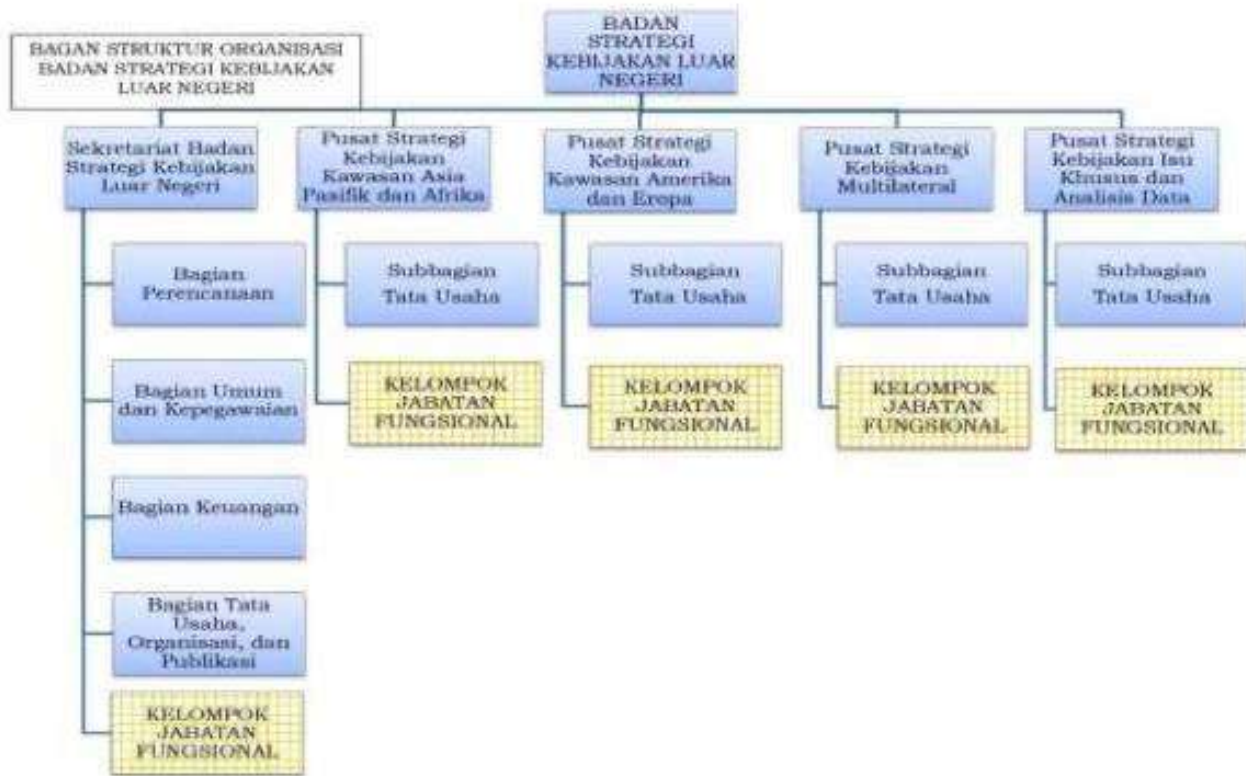 BAGAN STRUKTUR ORGANISASI
BADAN STRATEGI KEBIJAKAN
LUAR NEGERI
BADAN
STRATEGI
KEBIJAKAN LUAR
NEGERI
Sekretariat Badan
Strategi Kebijakan
Luar Negeri
Pusat Strategi
Kebijakan
Kawasan Asia
Pasifik dan Afrika
Pusat Strategi
Kebijakan
Kawasan Amerika
dan Eropa
Pusat Strategi
Kebijakan
Multilateral
Pusat Strategi
Kebijakan Isu
Khusus dan
Analisis Data
Bagian
Perencanaan
Subbagian
Tata Usaha
Subbagian
Tata Usaha
Subbagian
Tata Usaha
Subbagian
Tata Usaha
Bagian Umum
dan Kepegawaian
KELOMPOK
JABATAN
FUNGSIONAL
KELOMPOK
JABATAN
FUNGSIONAL
KELOMPOK
JABATAN
FUNGSIONAL
KELOMPOK
JABATAN
FUNGSIONAL
Bagian Keuangan
Bagian Tata
Usaha,
Organisasi, dan
Publikasi
KELOMPOK
JABATAN
FUNGSIONAL